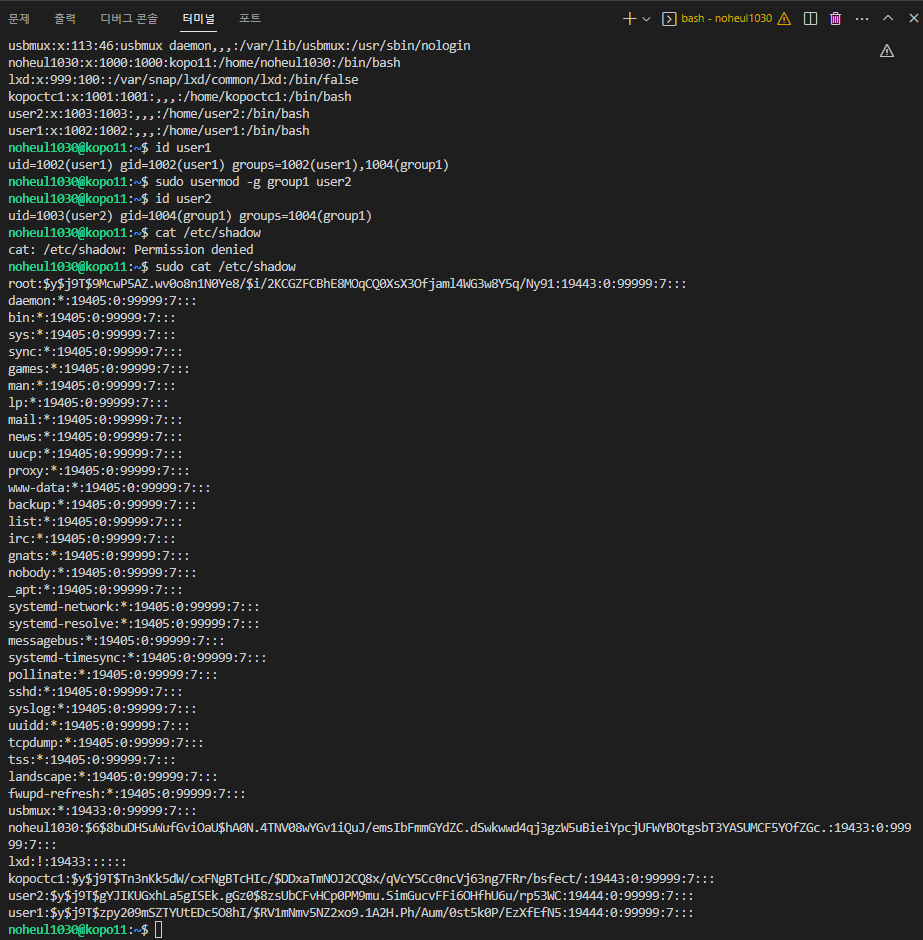 문제 출력 디버그 콘솔 터미널 포트 bash - noheul1030
usbmux:x:113:46:usbmux daemon,,,:/var/lib/usbmux:/usr/sbin/nologin
noheul1030:x:1000:1000:kopo11:/home/noheul1030:/bin/bash
lxd:x:999:100::/var/snap/lxd/common/lxd:/bin/false
kopoctc1:x:1001:1001:,,,:/home/kopoctc1:/bin/bash
user2:x:1003:1003:,,,:/home/user2:/bin/bash
user1:x:1002:1002:,,,:/home/user1:/bin/bash
noheul1030@kopo11:~$ id user1
uid=1002(user1) gid=1002(user1) groups=1002(user1),1004(group1)
noheul1030@kopo11:~$ sudo usermod -g group1 user2
noheul1030@kopo11:~$ id user2
uid=1003(user2) gid=1004(group1) groups=1004(group1)
noheul1030@kopo11:~$ cat /etc/shadow
cat: /etc/shadow: Permission denied
noheul1030@kopo11:~$ sudo cat /etc/shadow
root:$y$j9T$9McwP5AZ.wv0o8n1N0Ye8/$i/2KCGZFCBhE8MOqCQ0XsX3Ofjaml4WG3w8Y5q/Ny91:19443:0:99999:7:::
daemon:*:19405:0:99999:7:::
bin:*:19405:0:99999:7:::
sys:*:19405:0:99999:7:::
sync:*:19405:0:99999:7:::
games:*:19405:0:99999:7:::
man:*:19405:0:99999:7:::
lp:*:19405:0:99999:7:::
mail:*:19405:0:99999:7:::
news:*:19405:0:99999:7:::
uucp:*:19405:0:99999:7:::
proxy:*:19405:0:99999:7:::
www-data:*:19405:0:99999:7:::
backup:*:19405:0:99999:7:::
list:*:19405:0:99999:7:::
irc:*:19405:0:99999:7:::
gnats:*:19405:0:99999:7:::
nobody:*:19405:0:99999:7:::
_apt:*:19405:0:99999:7:::
systemd-network:*:19405:0:99999:7:::
systemd-resolve:*:19405:0:99999:7:::
messagebus:*:19405:0:99999:7:::
systemd-timesync:*:19405:0:99999:7:::
pollinate:*:19405:0:99999:7:::
sshd:*:19405:0:99999:7:::
syslog:*:19405:0:99999:7:::
uuidd:*:19405:0:99999:7:::
tcpdump:*:19405:0:99999:7:::
tss:*:19405:0:99999:7:::
landscape:*:19405:0:99999:7:::
fwupd-refresh:*:19405:0:99999:7:::
usbmux:*:19433:0:99999:7:::
noheul1030:$6$8buDHSuWufGviOaU$hA0N.4TNV08wYGv1iQuJ/emsIbFmmGYdZC.dSwkwwd4qj3gzW5uBieiYpcjUFWYBOtgsbT3YASUMCF5YOfZGc.:19433:0:999
99:7:::
lxd:!:19433::::::
kopoctc1:$y$j9T$Tn3nKk5dW/cxFNgBTcHIc/$DDxaTmNOJ2CQ8x/qVcY5Cc0ncVj63ng7FRr/bsfect/:19443:0:99999:7:::
user2:$y$j9T$gYJIKUGxhLa5gISEk.gGz0$8zsUbCFvHCp0PM9mu.SimGucvFFi6OHfhU6u/rp53WC:19444:0:99999:7:::
user1:$y$j9T$zpy209mSZTYUtEDc5O8hI/$RV1mNmv5NZ2xo9.1A2H.Ph/Aum/0st5k0P/EzXfEfN5:19444:0:99999:7:::
noheul1030@kopo11:~$